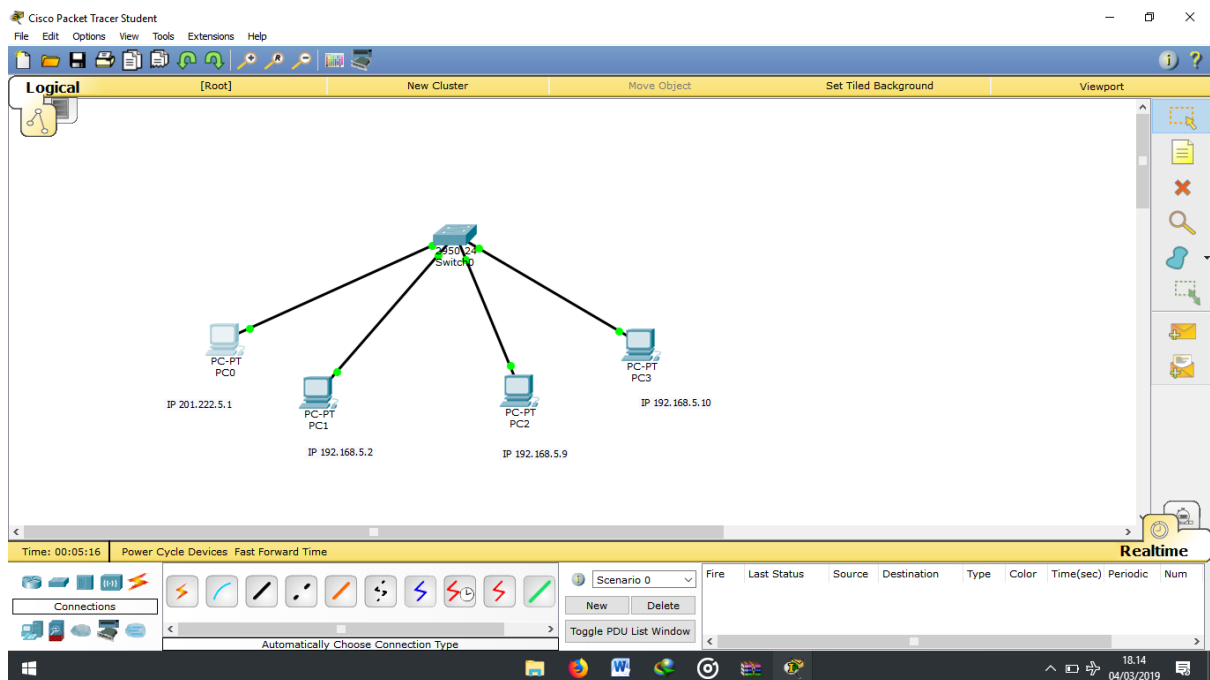 Cisco Packet Tracer Student
File Edit Options View Tools Extensions Help
Logical [Root] New Cluster Move Object Set Tiled Background Viewport
2950-24
Switch0
PC-PT
PC0
IP 201.222.5.1
PC-PT
PC1
IP 192.168.5.2
PC-PT
PC2
IP 192.168.5.9
PC-PT
PC3
IP 192.168.5.10
Time: 00:05:16 Power Cycle Devices Fast Forward Time Realtime
Connections
Automatically Choose Connection Type
Scenario 0
New Delete
Toggle PDU List Window
Fire Last Status Source Destination Type Color Time(sec) Periodic Num
18.14
04/03/2019